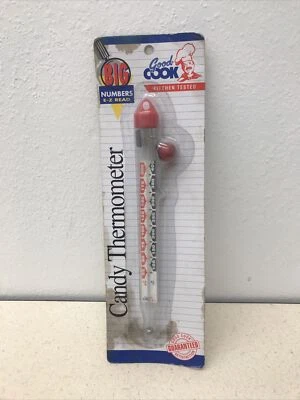 BIG
NUMBERS
E-Z READ
Good
COOK
KITCHEN TESTED
Candy Thermometer
GUARANTEED